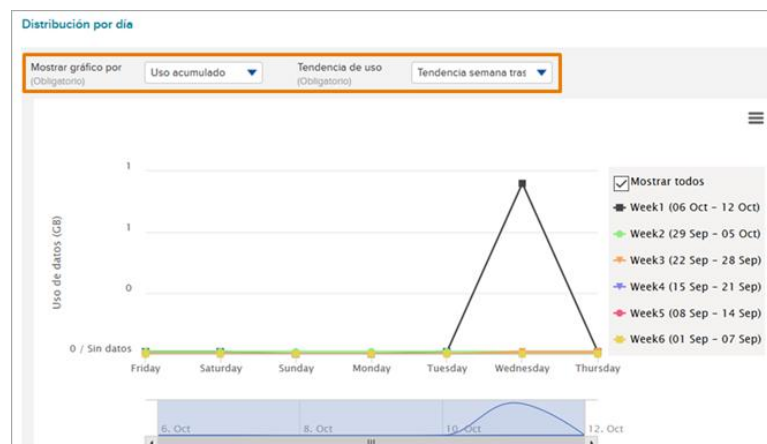 Distribución por día
Mostrar gráfico por
(Obligatorio)
Uso acumulado
Tendencia de uso
(Obligatorio)
Tendencia semana tras
Uso de datos (GB)
1
1
0
0 / Sin datos
Friday Saturday Sunday Monday Tuesday Wednesday Thursday
Mostrar todos
Week1 (06 Oct - 12 Oct)
Week2 (29 Sep - 05 Oct)
Week3 (22 Sep - 28 Sep)
Week4 (15 Sep - 21 Sep)
Week5 (08 Sep - 14 Sep)
Week6 (01 Sep - 07 Sep)
6. Oct 8. Oct 10. Oct 12. Oct